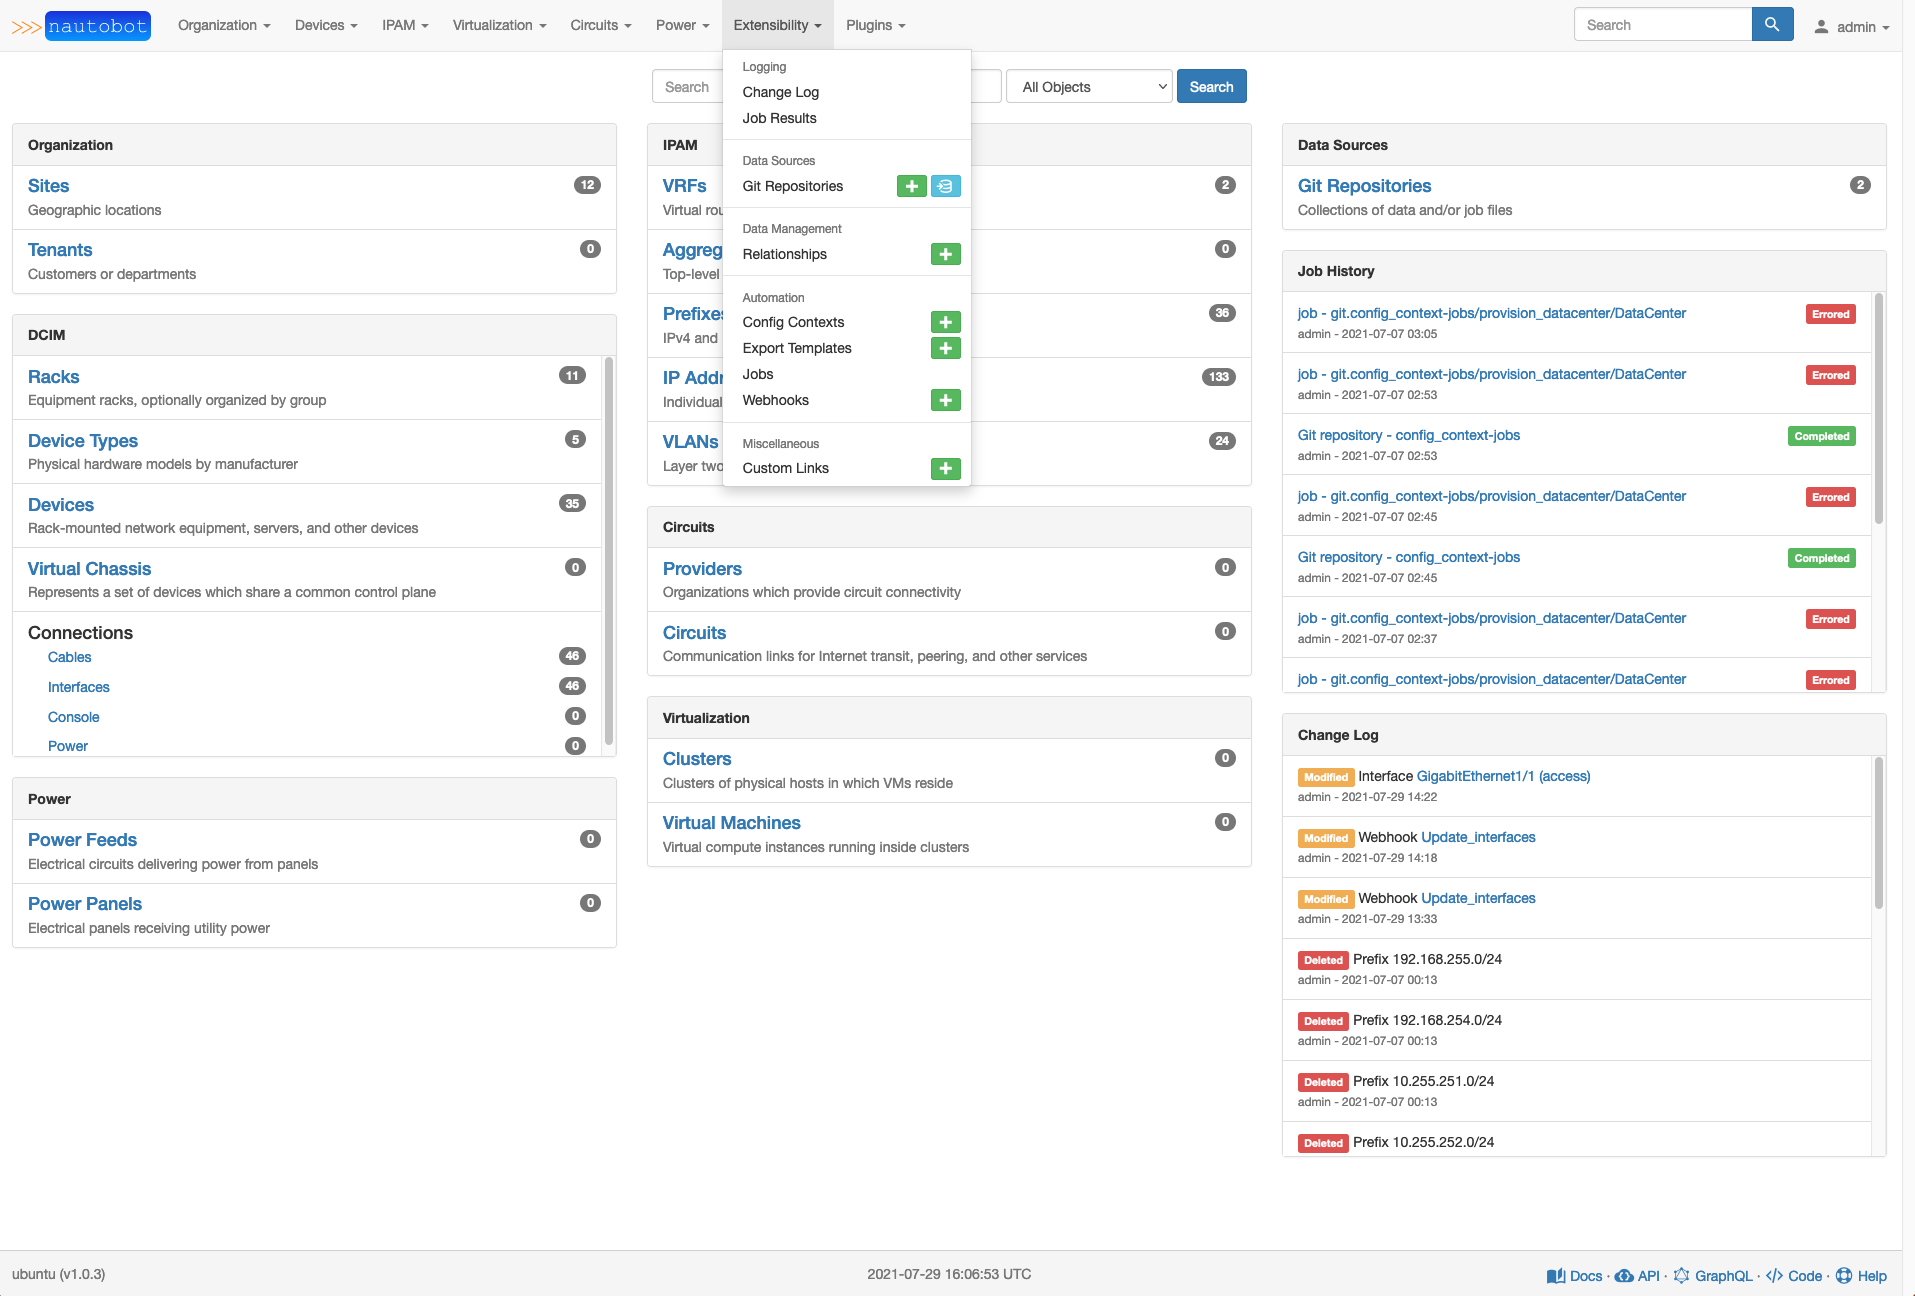 >>> nautobot Organization Devices IPAM Virtualization Circuits Power Extensibility Plugins Search admin
Search All Objects Search
Logging
Change Log
Job Results
Data Sources
Git Repositories
Data Management
Relationships
Automation
Config Contexts
Export Templates
Jobs
Webhooks
Miscellaneous
Custom Links
Organization
Sites 12
Geographic locations
Tenants 0
Customers or departments
DCIM
Racks 11
Equipment racks, optionally organized by group
Device Types 5
Physical hardware models by manufacturer
Devices 35
Rack-mounted network equipment, servers, and other devices
Virtual Chassis 0
Represents a set of devices which share a common control plane
Connections
Cables 46
Interfaces 46
Console 0
Power 0
Power
Power Feeds 0
Electrical circuits delivering power from panels
Power Panels 0
Electrical panels receiving utility power
IPAM
VRFs 2
Virtual rou
Aggreg 0
Top-level
Prefixes 36
IPv4 and
IP Addr 133
Individual
VLANs 24
Layer two
Circuits
Providers 0
Organizations which provide circuit connectivity
Circuits 0
Communication links for Internet transit, peering, and other services
Virtualization
Clusters 0
Clusters of physical hosts in which VMs reside
Virtual Machines 0
Virtual compute instances running inside clusters
Data Sources
Git Repositories 2
Collections of data and/or job files
Job History
job - git.config_context-jobs/provision_datacenter/DataCenter Errored
admin - 2021-07-07 03:05
job - git.config_context-jobs/provision_datacenter/DataCenter Errored
admin - 2021-07-07 02:53
Git repository - config_context-jobs Completed
admin - 2021-07-07 02:53
job - git.config_context-jobs/provision_datacenter/DataCenter Errored
admin - 2021-07-07 02:45
Git repository - config_context-jobs Completed
admin - 2021-07-07 02:45
job - git.config_context-jobs/provision_datacenter/DataCenter Errored
admin - 2021-07-07 02:37
job - git.config_context-jobs/provision_datacenter/DataCenter Errored
Change Log
Modified Interface GigabitEthernet1/1 (access)
admin - 2021-07-29 14:22
Modified Webhook Update_interfaces
admin - 2021-07-29 14:18
Modified Webhook Update_interfaces
admin - 2021-07-29 13:33
Deleted Prefix 192.168.255.0/24
admin - 2021-07-07 00:13
Deleted Prefix 192.168.254.0/24
admin - 2021-07-07 00:13
Deleted Prefix 10.255.251.0/24
admin - 2021-07-07 00:13
Deleted Prefix 10.255.252.0/24
ubuntu (v1.0.3) 2021-07-29 16:06:53 UTC Docs · API · GraphQL · Code · Help